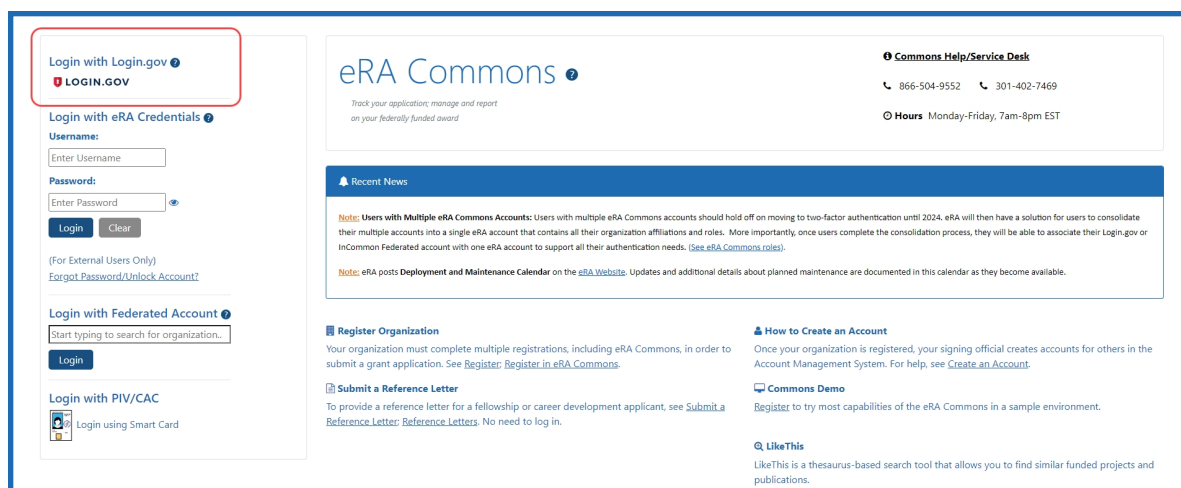 Login with Login.gov
LOGIN.GOV
Login with eRA Credentials
Username:
Enter Username
Password:
Enter Password
Login Clear
(For External Users Only)
Forgot Password/Unlock Account?
Login with Federated Account
Start typing to search for organization..
Login
Login with PIV/CAC
Login using Smart Card
eRA Commons
Track your application; manage and report
on your federally funded award
Commons Help/Service Desk
866-504-9552 301-402-7469
Hours Monday-Friday, 7am-8pm EST
Recent News
Note: Users with Multiple eRA Commons Accounts: Users with multiple eRA Commons accounts should hold off on moving to two-factor authentication until 2024. eRA will then have a solution for users to consolidate
their multiple accounts into a single eRA account that contains all their organization affiliations and roles. More importantly, once users complete the consolidation process, they will be able to associate their Login.gov or
InCommon Federated account with one eRA account to support all their authentication needs. (See eRA Commons roles).
Note: eRA posts Deployment and Maintenance Calendar on the eRA Website. Updates and additional details about planned maintenance are documented in this calendar as they become available.
Register Organization
Your organization must complete multiple registrations, including eRA Commons, in order to
submit a grant application. See Register; Register in eRA Commons.
Submit a Reference Letter
To provide a reference letter for a fellowship or career development applicant, see Submit a
Reference Letter; Reference Letters. No need to log in.
How to Create an Account
Once your organization is registered, your signing official creates accounts for others in the
Account Management System. For help, see Create an Account.
Commons Demo
Register to try most capabilities of the eRA Commons in a sample environment.
LikeThis
LikeThis is a thesaurus-based search tool that allows you to find similar funded projects and
publications.